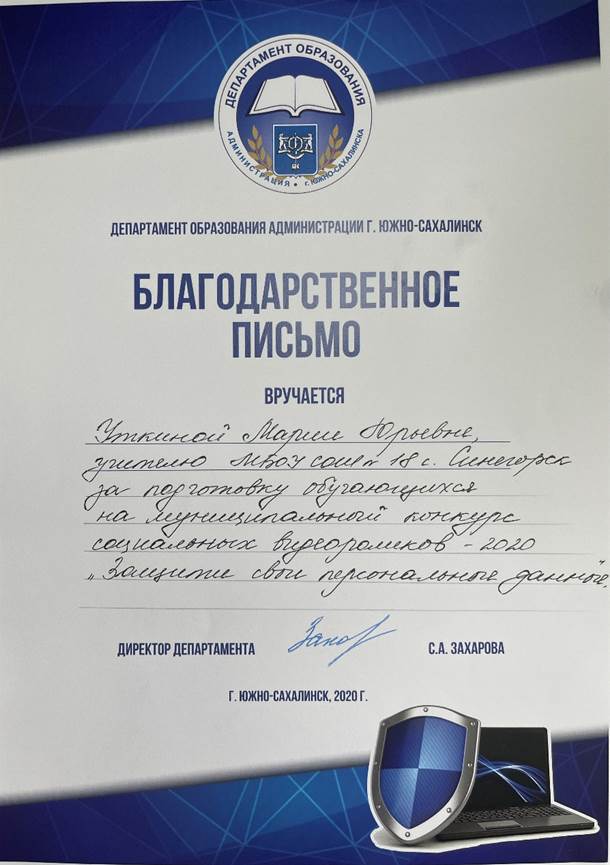 ДЕПАРТАМЕНТ ОБРАЗОВАНИЯ
АДМИНИСТРАЦИЯ • г. ЮЖНО-САХАЛИНСКА
ДЕПАРТАМЕНТ ОБРАЗОВАНИЯ АДМИНИСТРАЦИИ Г. ЮЖНО-САХАЛИНСК
БЛАГОДАРСТВЕННОЕ
ПИСЬМО
ВРУЧАЕТСЯ
Уткиной Марии Юрьевне,
учителю МБОУ СОШ № 18 с. Синегорск
за подготовку обучающихся
на муниципальный конкурс
социальных видеороликов - 2020
„Защити свои персональные данные"
ДИРЕКТОР ДЕПАРТАМЕНТА
С.А. ЗАХАРОВА
Г. ЮЖНО-САХАЛИНСК, 2020 Г.